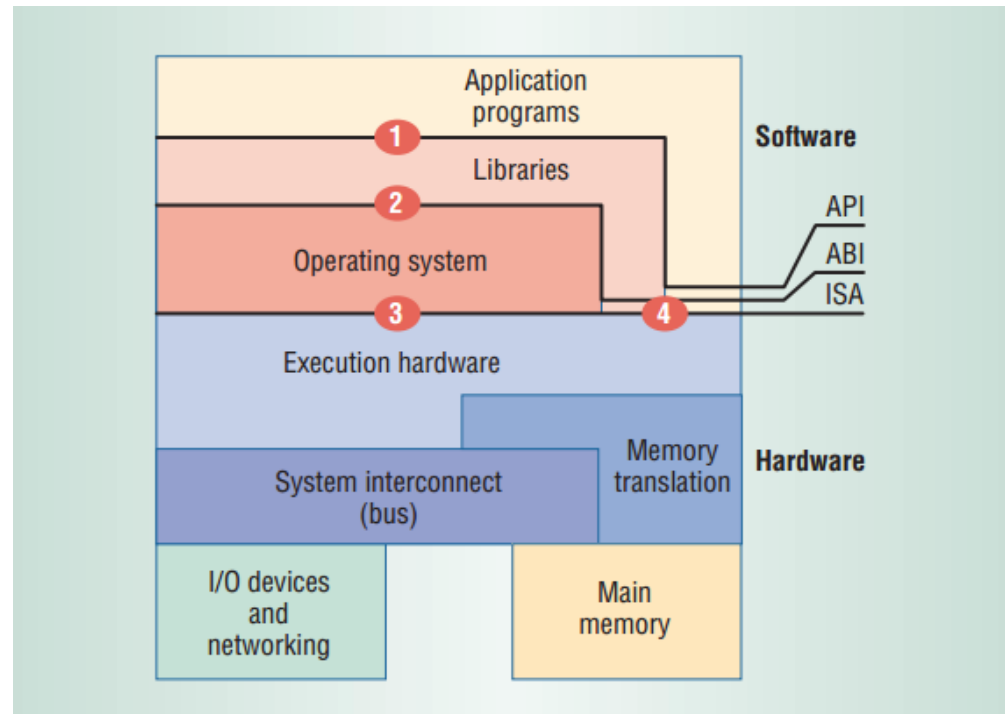 Application
programs
1
Software
Libraries
2
API
Operating system
ABI
ISA
3
4
Execution hardware
Memory
translation
Hardware
System interconnect
(bus)
I/O devices
and
networking
Main
memory